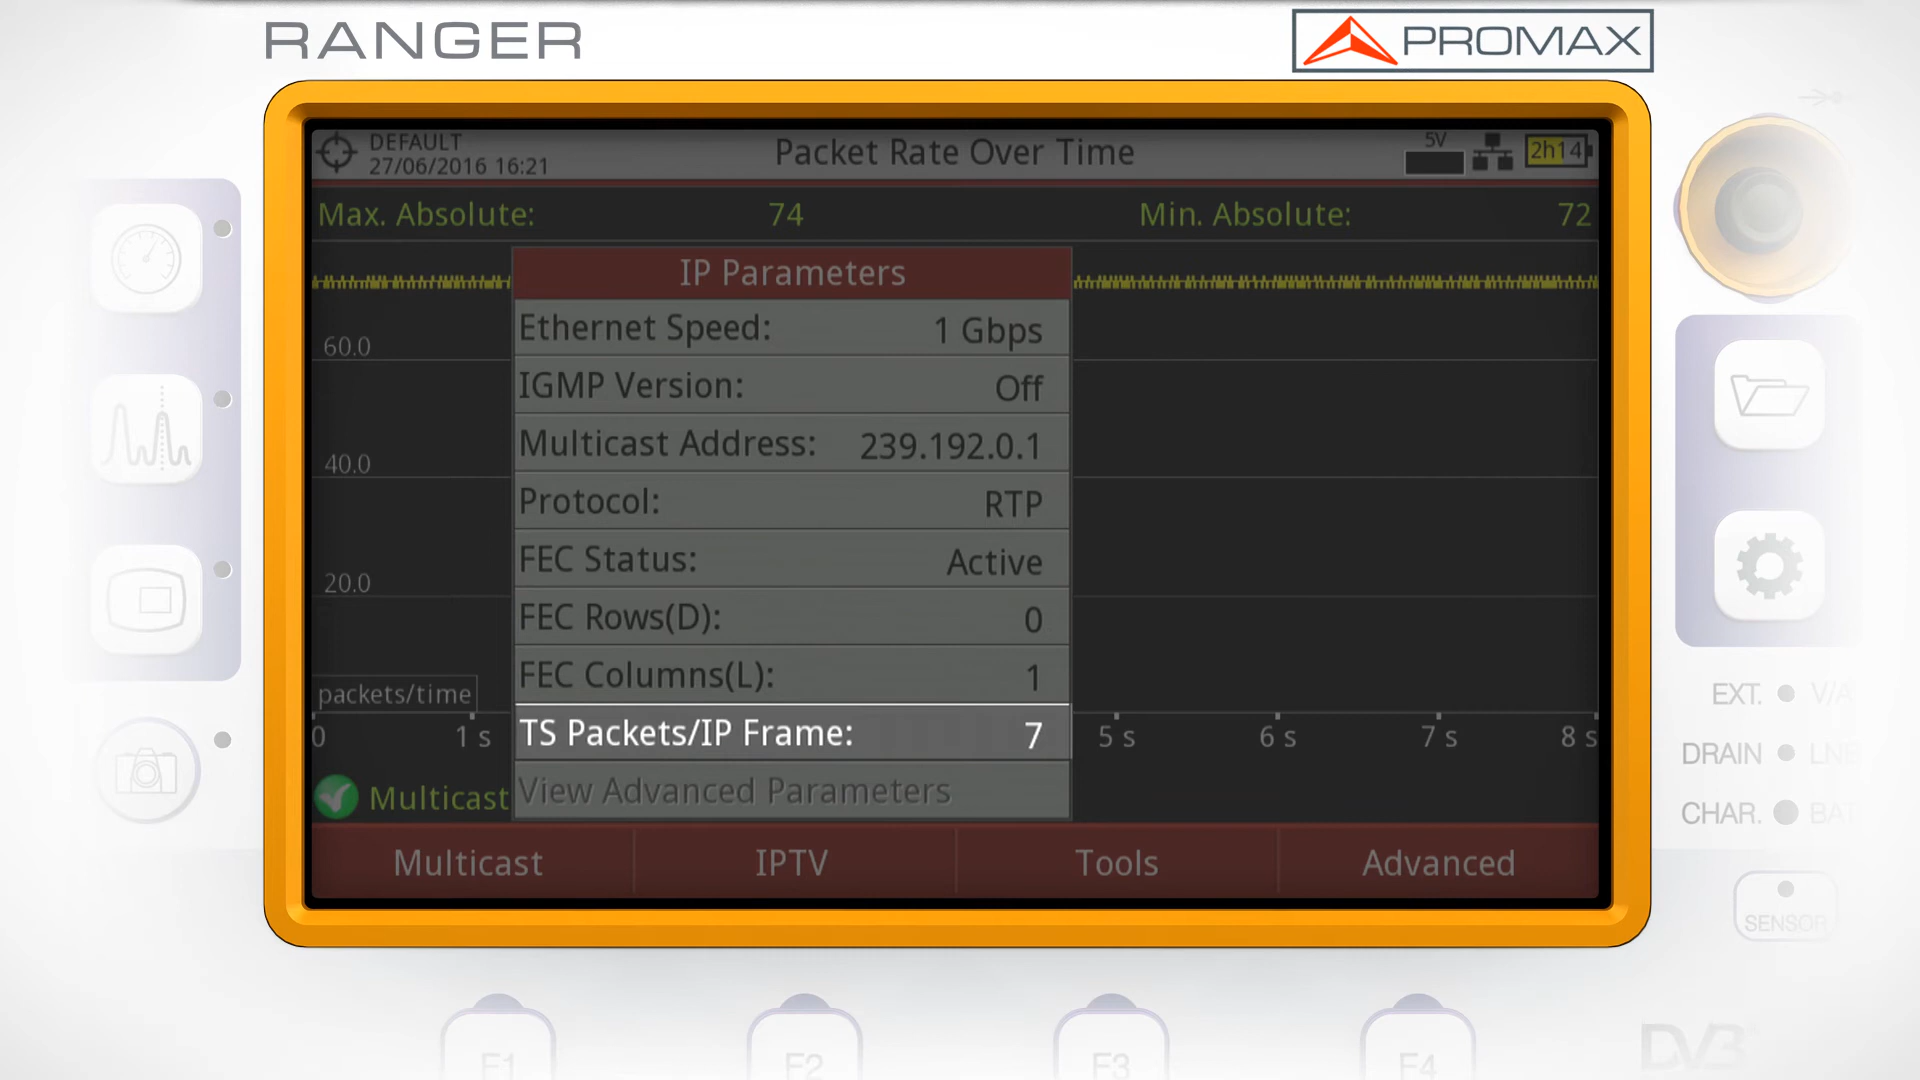 RANGER
PROMAX
DEFAULT
27/06/2016 16:21
Packet Rate Over Time
5V
2h14
Max. Absolute: 74
Min. Absolute: 72
IP Parameters
Ethernet Speed: 1 Gbps
IGMP Version: Off
Multicast Address: 239.192.0.1
Protocol: RTP
FEC Status: Active
FEC Rows(D): 0
FEC Columns(L): 1
TS Packets/IP Frame: 7
View Advanced Parameters
60.0
40.0
20.0
packets/time
0 1 s 5 s 6 s 7 s 8 s
Multicast
Multicast IPTV Tools Advanced
EXT. V/A
DRAIN LNB
CHAR. BAT
SENSOR
F1 F2 F3 F4
DVB